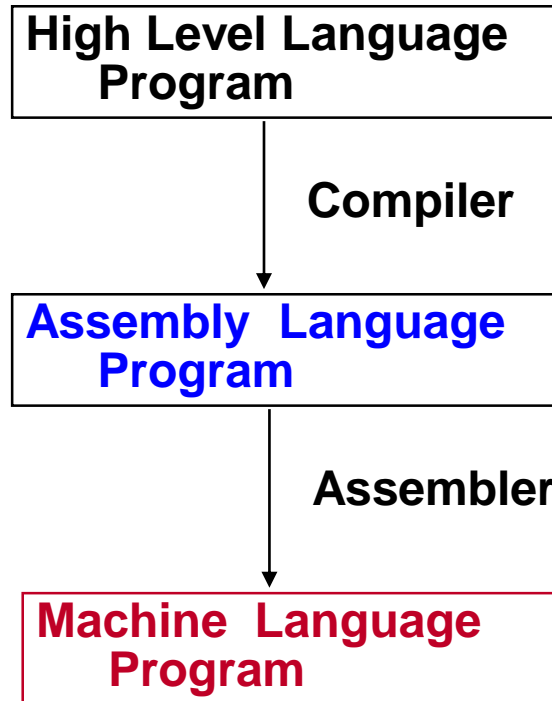 High Level Language
Program
Compiler
Assembly Language
Program
Assembler
Machine Language
Program